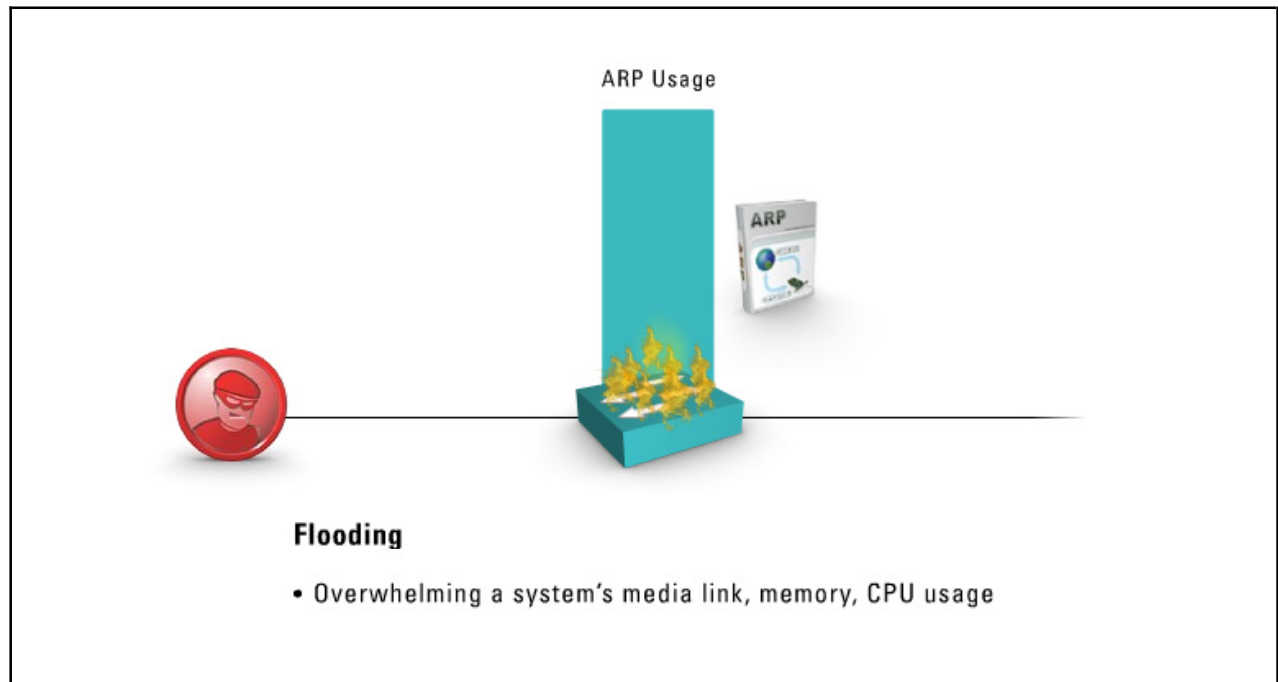 ARP Usage
ARP
Flooding
• Overwhelming a system's media link, memory, CPU usage